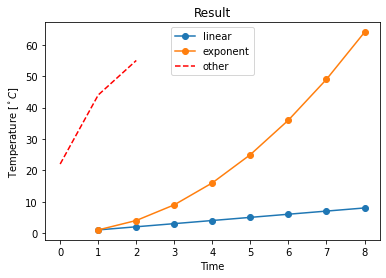 Result
linear
exponent
other
Temperature [°C]
60
50
40
30
20
10
0
0 1 2 3 4 5 6 7 8
Time